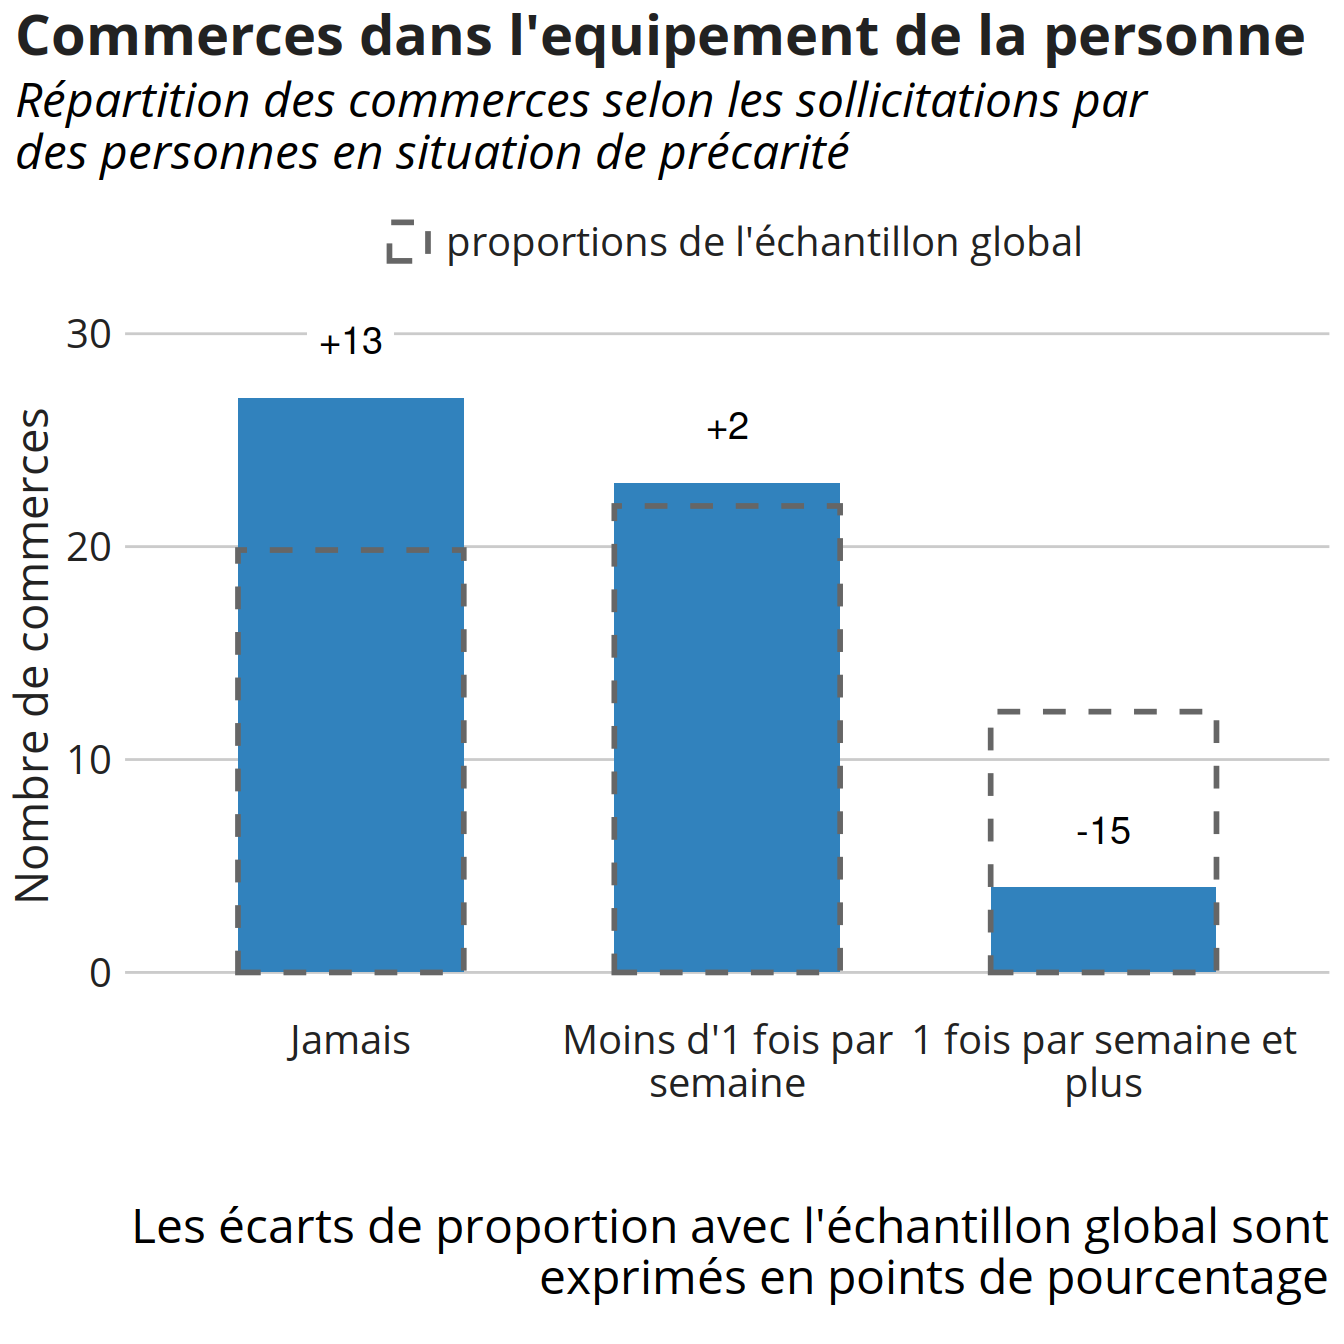 Commerces dans l'equipement de la personne
Répartition des commerces selon les sollicitations par
des personnes en situation de précarité
proportions de l'échantillon global
Nombre de commerces
30
20
10
0
+13
+2
-15
Jamais
Moins d'1 fois par
semaine
1 fois par semaine et
plus
Les écarts de proportion avec l'échantillon global sont
exprimés en points de pourcentage